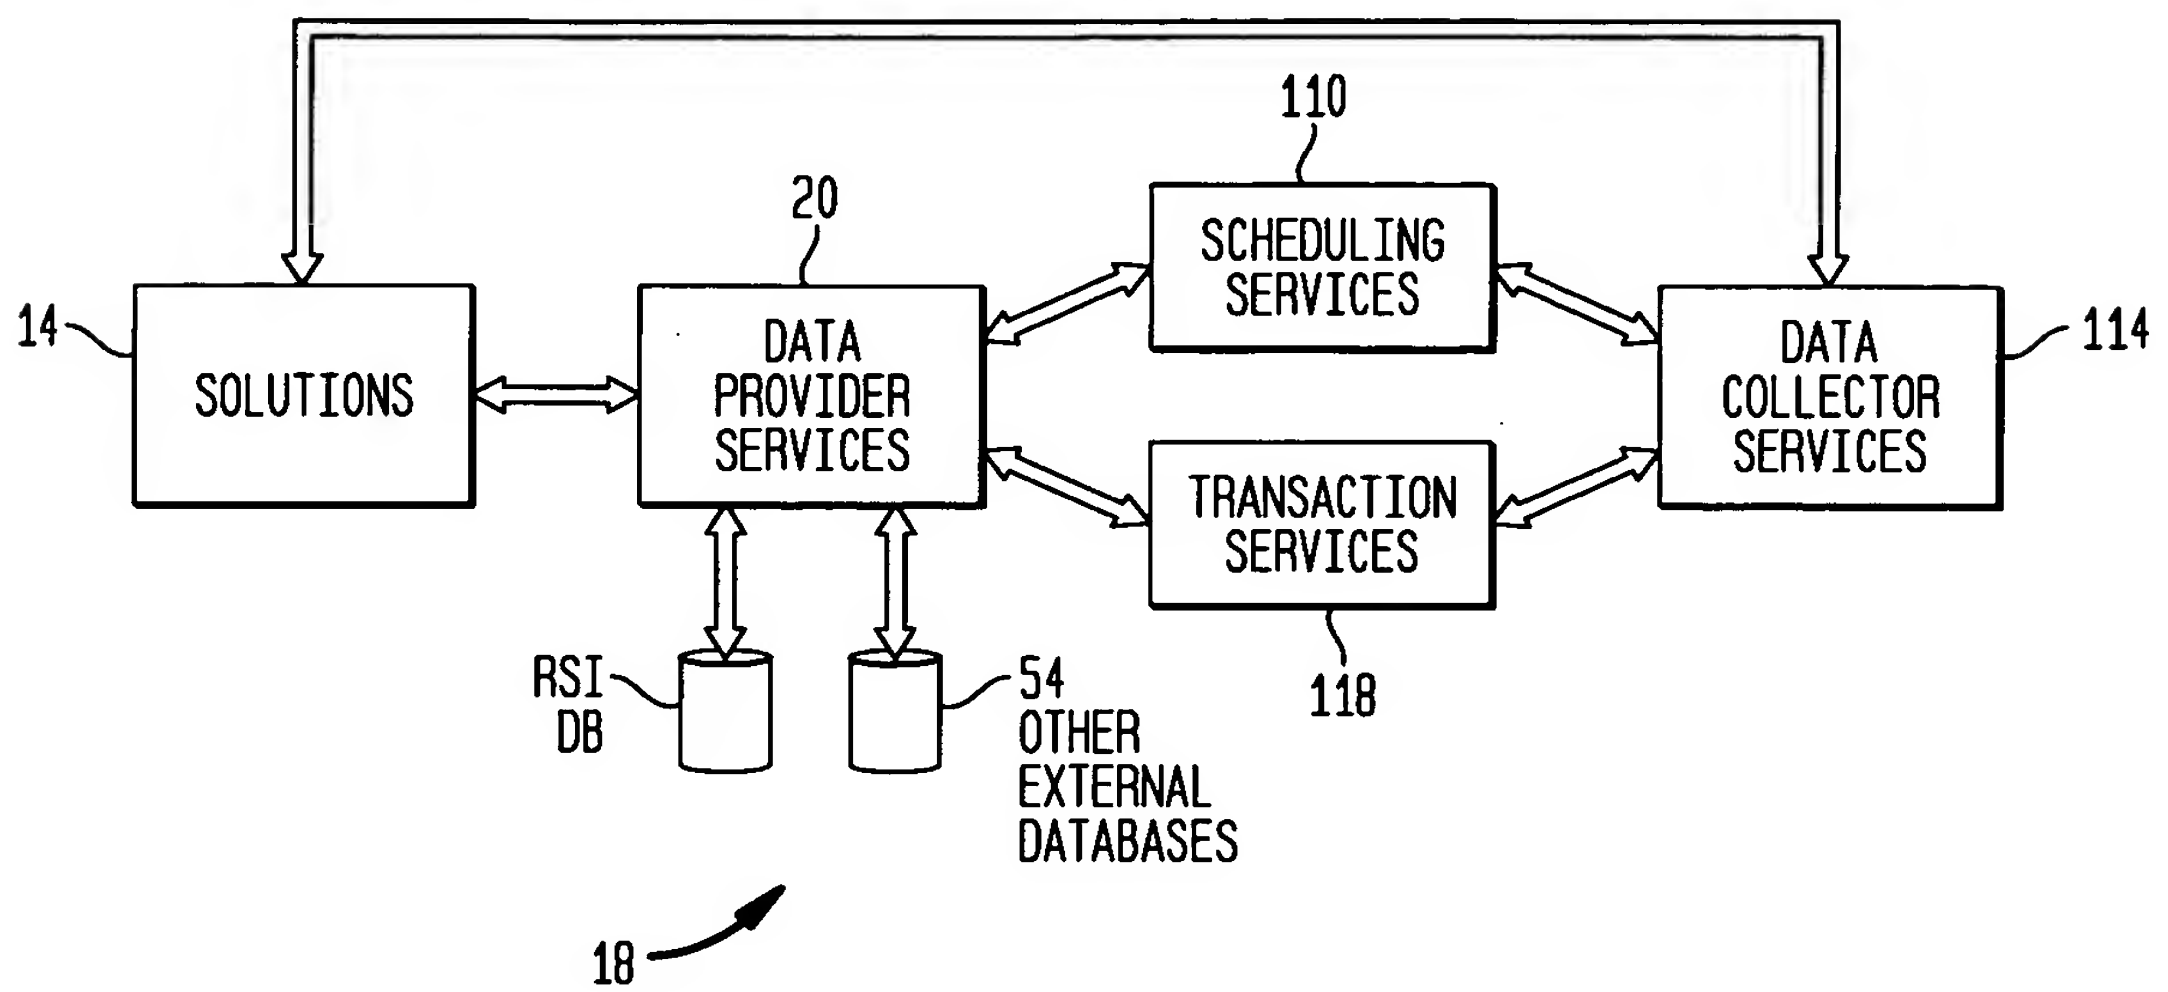 110
20
SCHEDULING
SERVICES
14
SOLUTIONS
DATA
PROVIDER
SERVICES
DATA
COLLECTOR
SERVICES
114
TRANSACTION
SERVICES
118
RSI
DB
54
OTHER
EXTERNAL
DATABASES
18